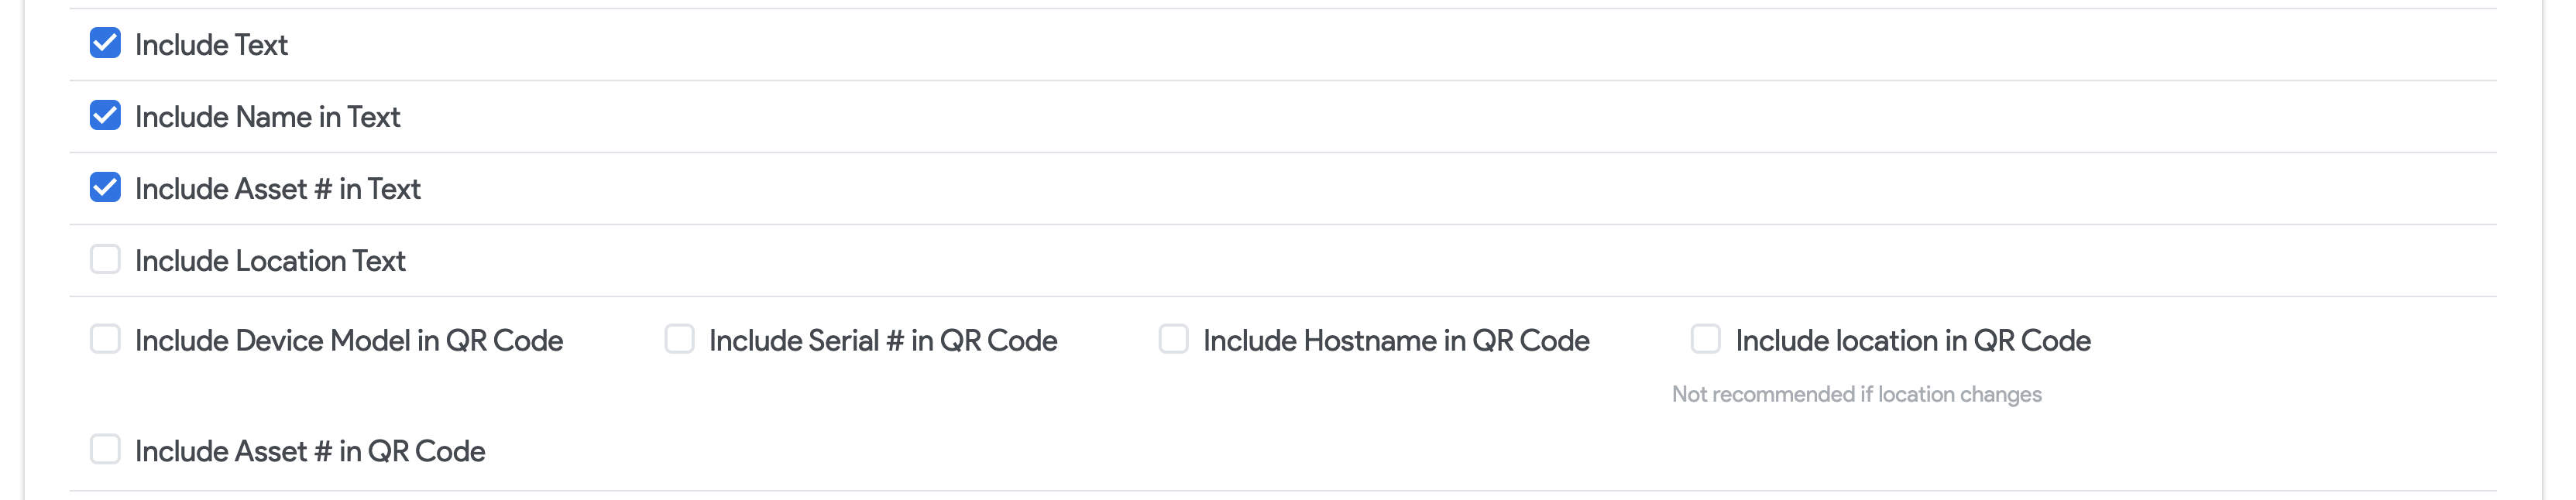 Include Text
Include Name in Text
Include Asset # in Text
Include Location Text
Include Device Model in QR Code
Include Serial # in QR Code
Include Hostname in QR Code
Include location in QR Code
Not recommended if location changes
Include Asset # in QR Code